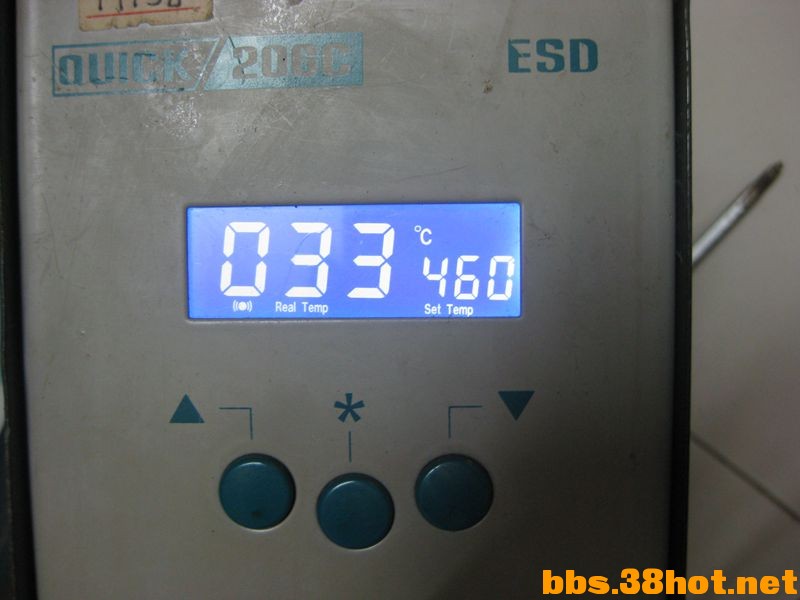 QUICK/206C ESD
033 °C 460
Real Temp Set Temp
▲ * ▼
bbs.38hot.net